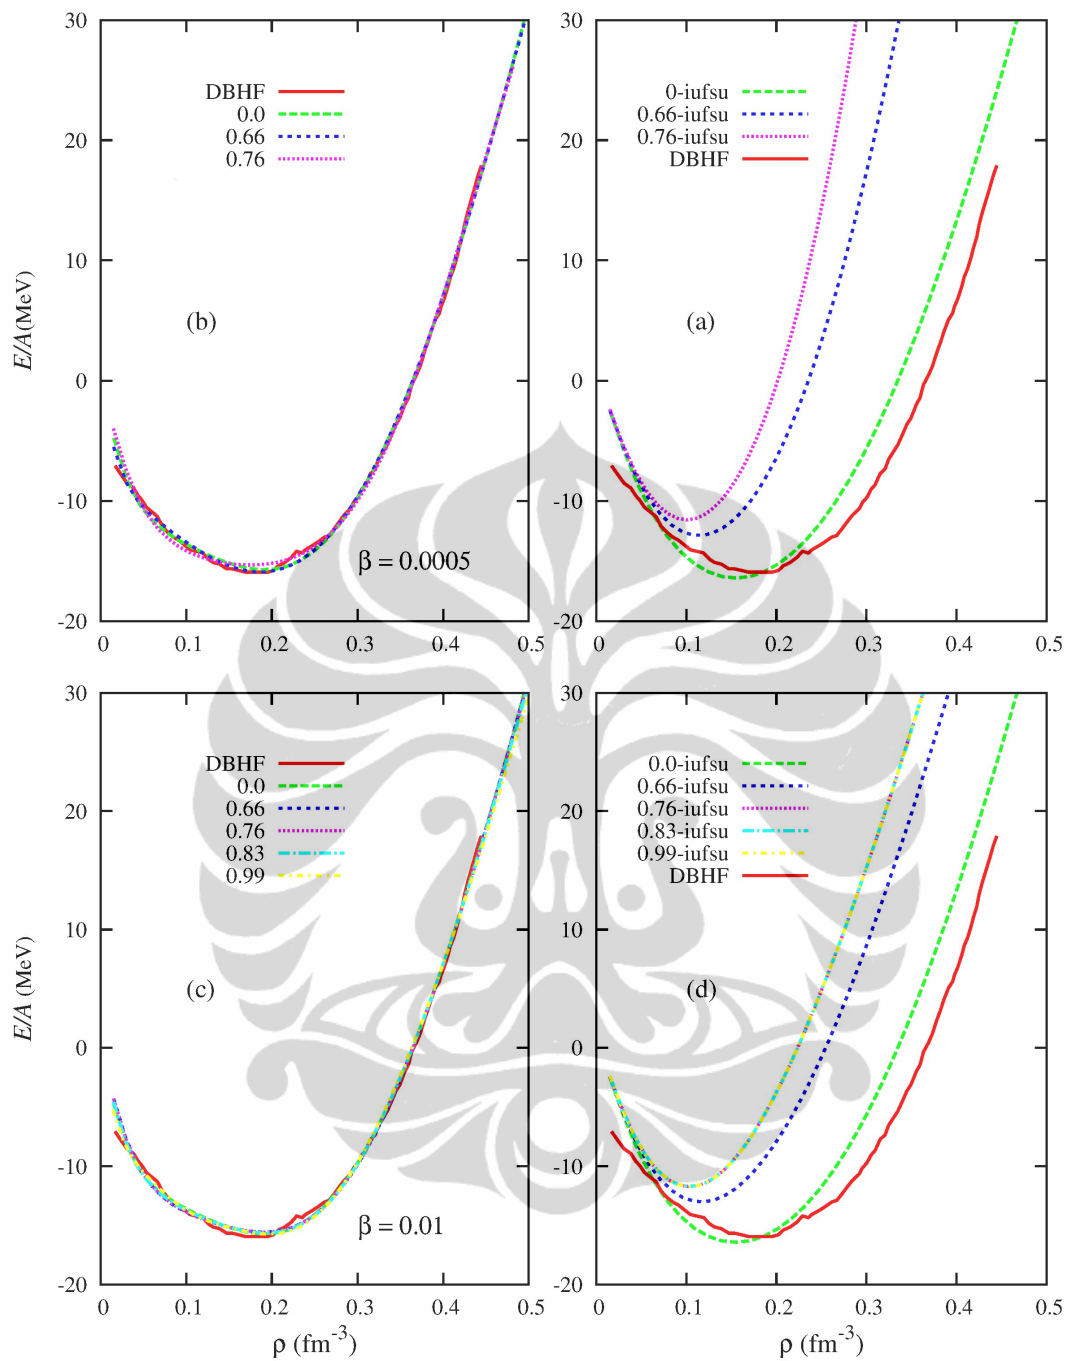 30
20
10
0
-10
-20
0
0.1
0.2
0.3
0.4
0.5
E/A(MeV)
DBHF
0.0
0.66
0.76
(b)
β = 0.0005
30
20
10
0
-10
-20
0
0.1
0.2
0.3
0.4
0.5
0-iufsu
0.66-iufsu
0.76-iufsu
DBHF
(a)
30
20
10
0
-10
-20
0
0.1
0.2
0.3
0.4
0.5
E/A (MeV)
ρ (fm⁻³)
DBHF
0.0
0.66
0.76
0.83
0.99
(c)
β = 0.01
30
20
10
0
-10
-20
0
0.1
0.2
0.3
0.4
0.5
ρ (fm⁻³)
0.0-iufsu
0.66-iufsu
0.76-iufsu
0.83-iufsu
0.99-iufsu
DBHF
(d)